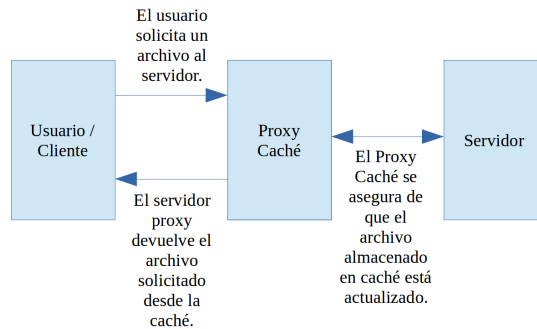 El usuario
solicita un
archivo al
servidor.
Usuario /
Cliente
Proxy
Caché
Servidor
El servidor
proxy
devuelve el
archivo
solicitado
desde la
caché.
El Proxy
Caché se
asegura de
que el
archivo
almacenado
en caché está
actualizado.